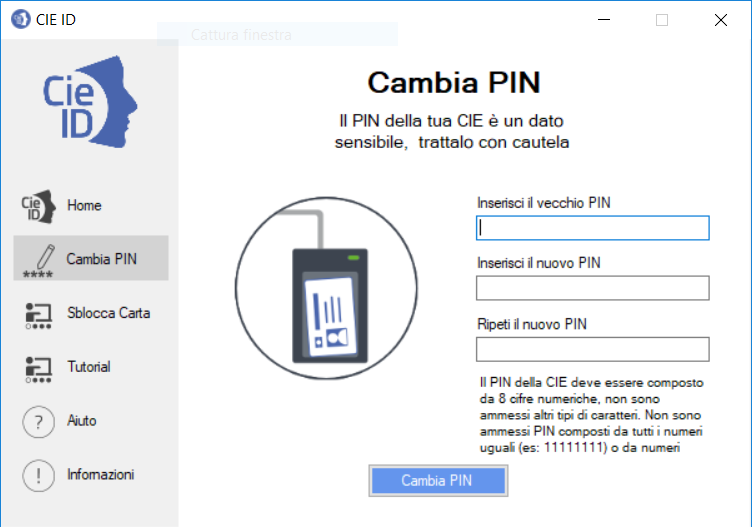 CIE ID
Cattura finestra
Cie
ID
Cambia PIN
Il PIN della tua CIE è un dato
sensibile, trattalo con cautela
Cie
ID
Home
****
Cambia PIN
Sblocca Carta
Tutorial
?
Aiuto
!
Infomazioni
Inserisci il vecchio PIN
Inserisci il nuovo PIN
Ripeti il nuovo PIN
Il PIN della CIE deve essere composto
da 8 cifre numeriche, non sono
ammessi altri tipi di caratteri. Non sono
ammessi PIN composti da tutti i numeri
uguali (es: 11111111) o da numeri
Cambia PIN